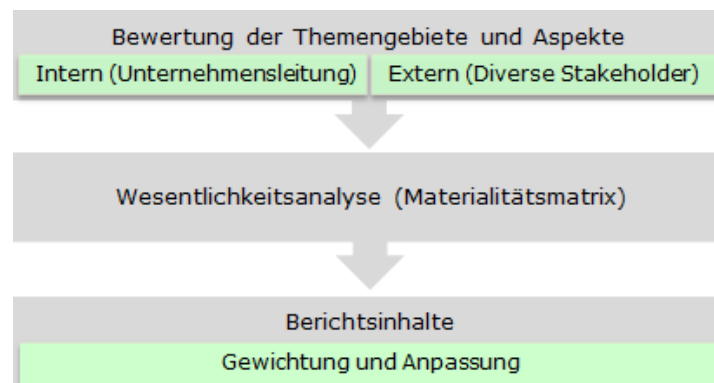 Bewertung der Themengebiete und Aspekte
Intern (Unternehmensleitung)
Extern (Diverse Stakeholder)
Wesentlichkeitsanalyse (Materialitätsmatrix)
Berichtsinhalte
Gewichtung und Anpassung